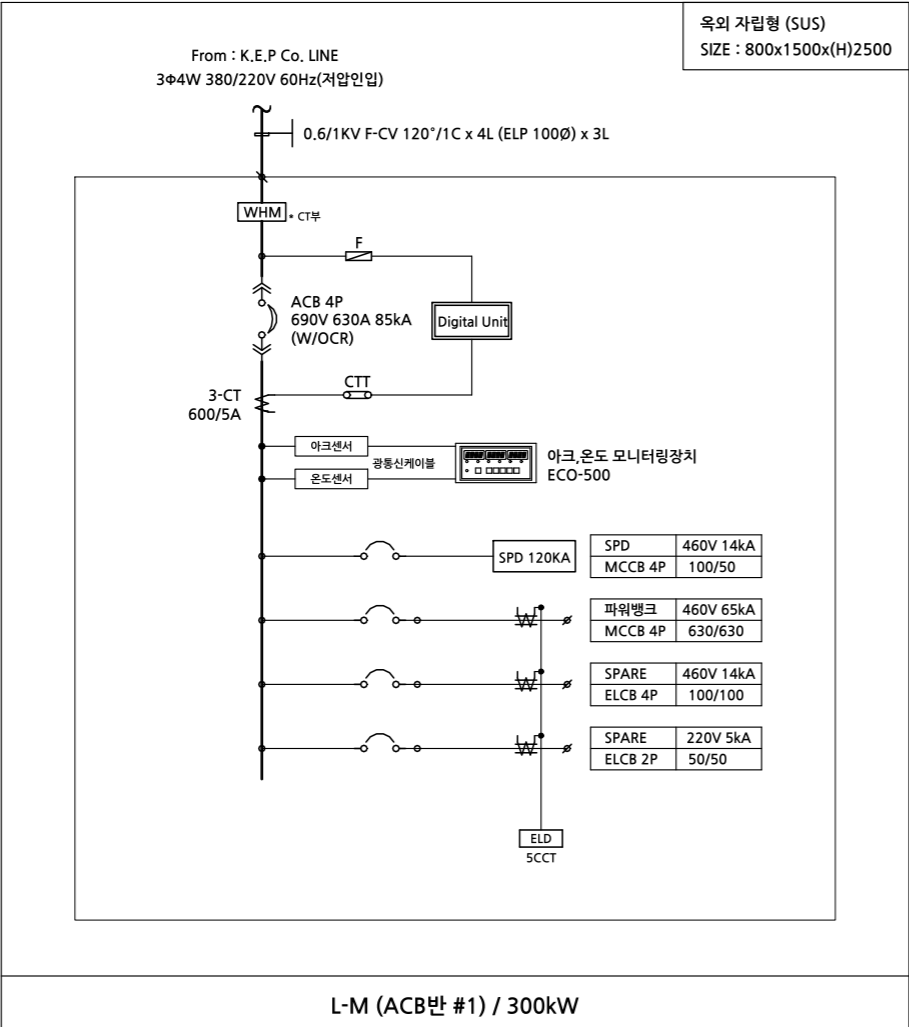 옥외 자립형 (SUS)
SIZE : 800x1500x(H)2500
From : K.E.P Co. LINE
3Φ4W 380/220V 60Hz(저압인입)
0.6/1KV F-CV 120°/1C x 4L (ELP 100Ø) x 3L
WHM * CT부
F
ACB 4P
690V 630A 85kA
(W/OCR)
Digital Unit
CTT
3-CT
600/5A
아크센서
광통신케이블
온도센서
아크,온도 모니터링장치
ECO-500
SPD 120KA
SPD 460V 14kA
MCCB 4P 100/50
파워뱅크 460V 65kA
MCCB 4P 630/630
SPARE 460V 14kA
ELCB 4P 100/100
SPARE 220V 5kA
ELCB 2P 50/50
ELD
5CCT
L-M (ACB반 #1) / 300kW